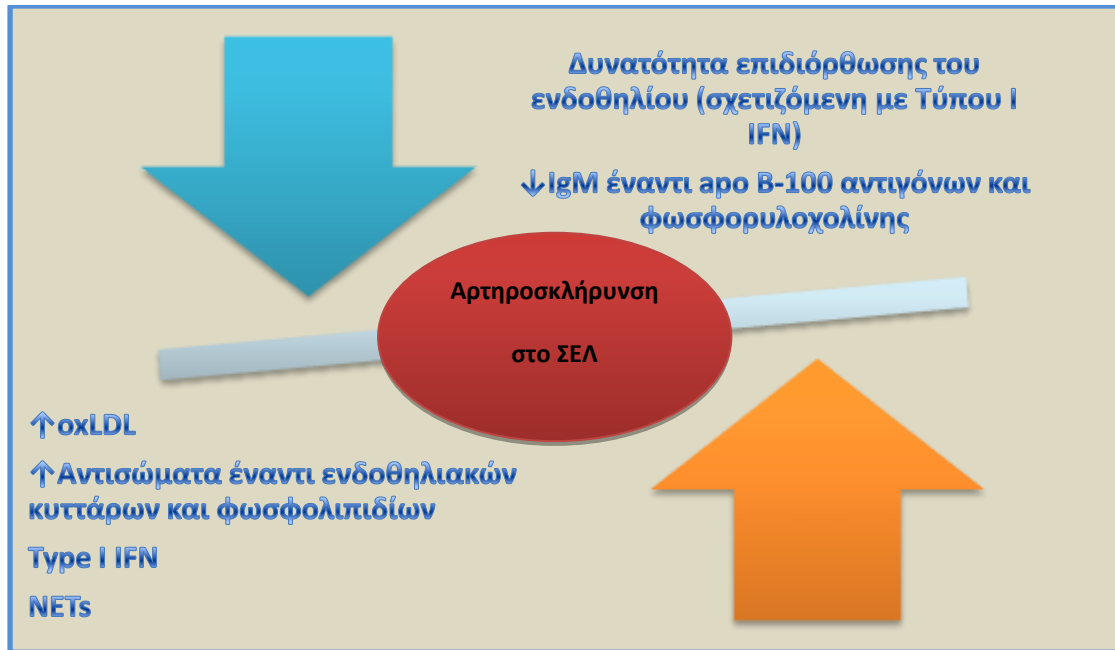 Δυνατότητα επιδιόρθωσης του
ενδοθηλίου (σχετιζόμενη με Τύπου Ι
IFN)
↓IgM έναντι apo B-100 αντιγόνων και
φωσφορυλοχολίνης
Αρτηροσκλήρυνση
στο ΣΕΛ
↑oxLDL
↑Αντισώματα έναντι ενδοθηλιακών
κυττάρων και φωσφολιπιδίων
Type I IFN
NETs